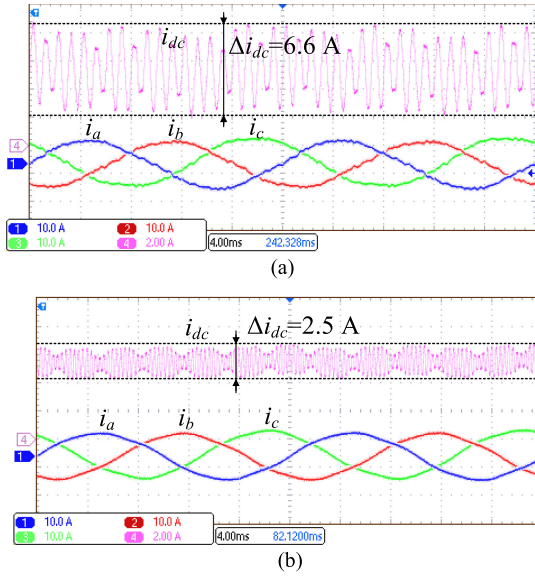 T
i_dc
Δi_dc=6.6 A
i_a i_b i_c
4
1
1 10.0 A 2 10.0 A
3 10.0 A 4 2.00 A 4.00ms 242.328ms
(a)
T
i_dc
Δi_dc=2.5 A
i_a i_b i_c
4
1
1 10.0 A 2 10.0 A
3 10.0 A 4 2.00 A 4.00ms 82.1200ms
(b)